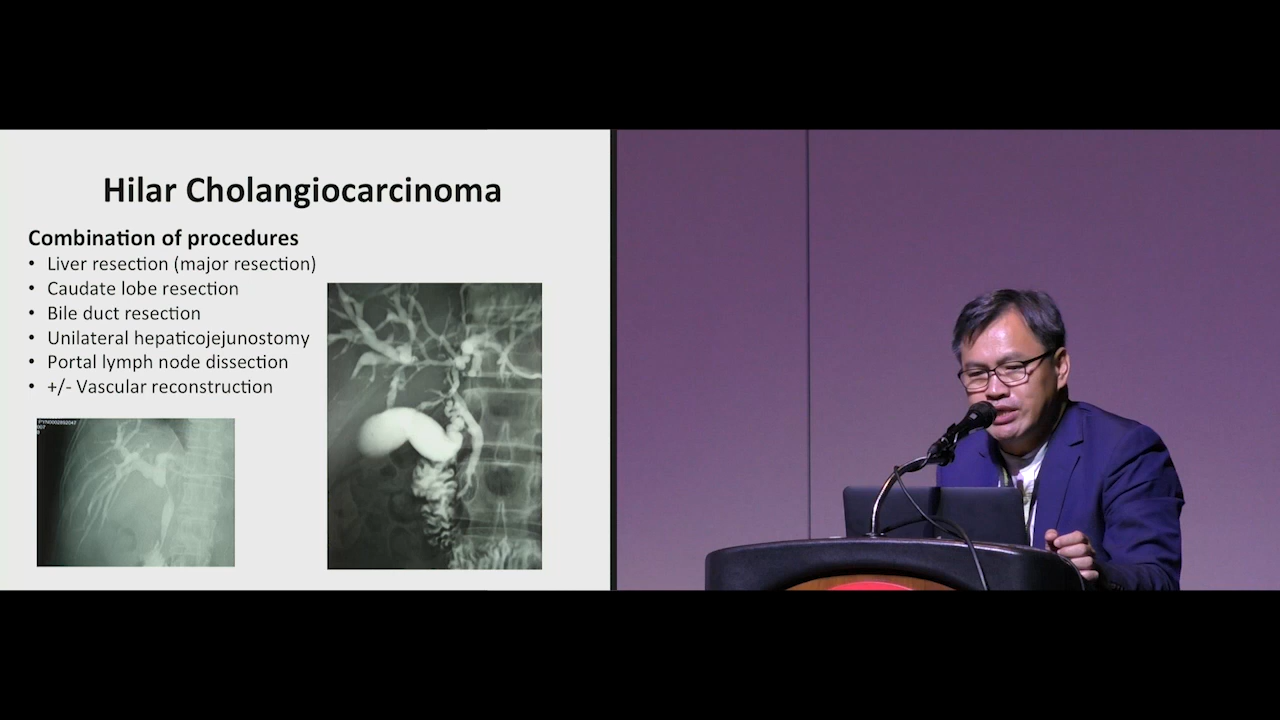 Hilar Cholangiocarcinoma
Combination of procedures
• Liver resection (major resection)
• Caudate lobe resection
• Bile duct resection
• Unilateral hepaticojejunostomy
• Portal lymph node dissection
• +/- Vascular reconstruction